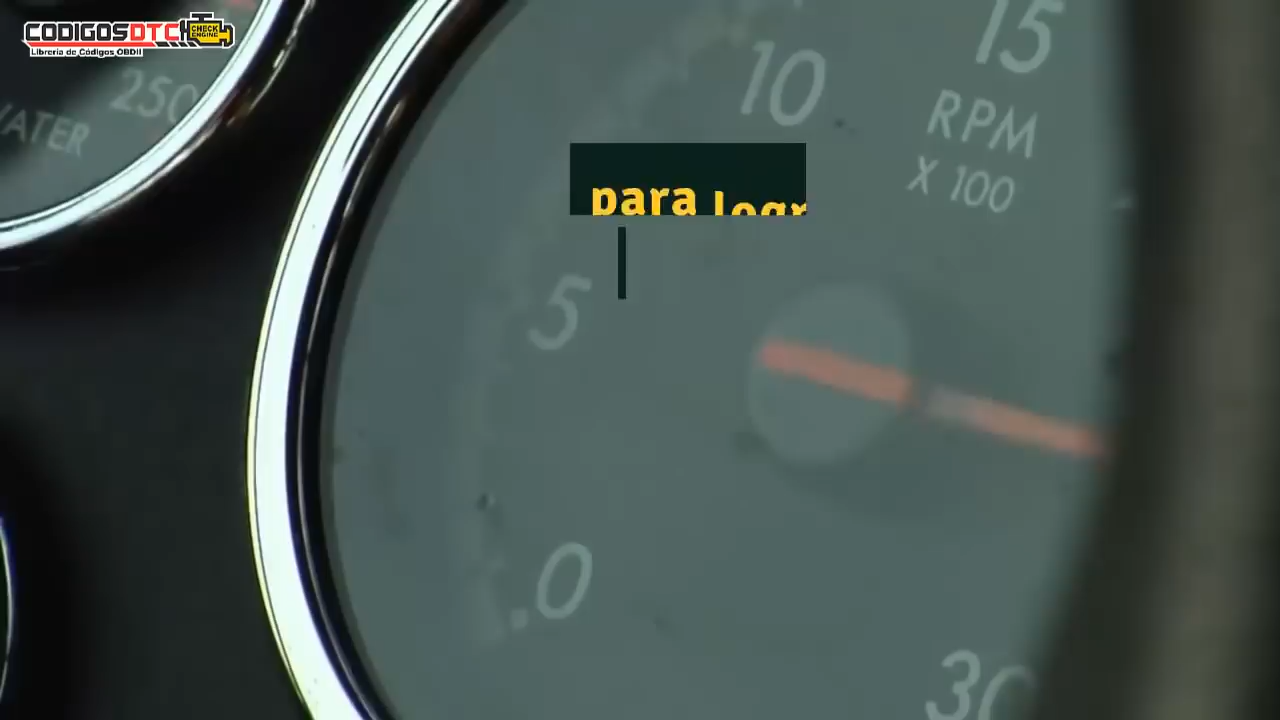 CODIGOSDTC
CHECK
ENGINE
Librería de Códigos OBDII
250
WATER
15
10
RPM
X 100
para
5
0
30